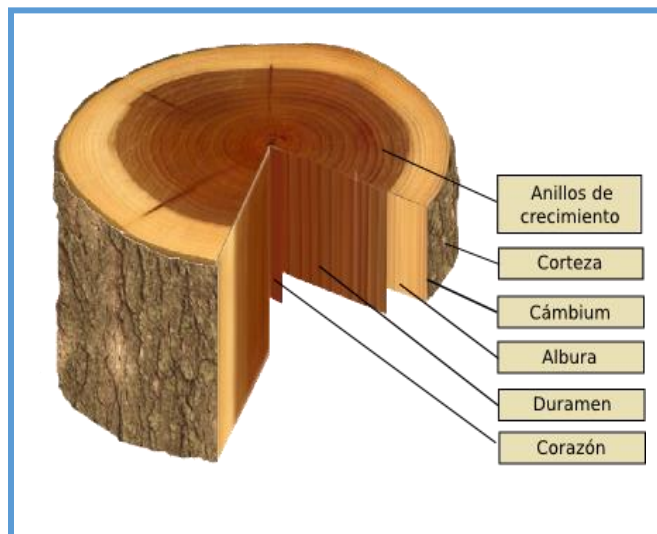 Anillos de
crecimiento
Corteza
Cámbium
Albura
Duramen
Corazón